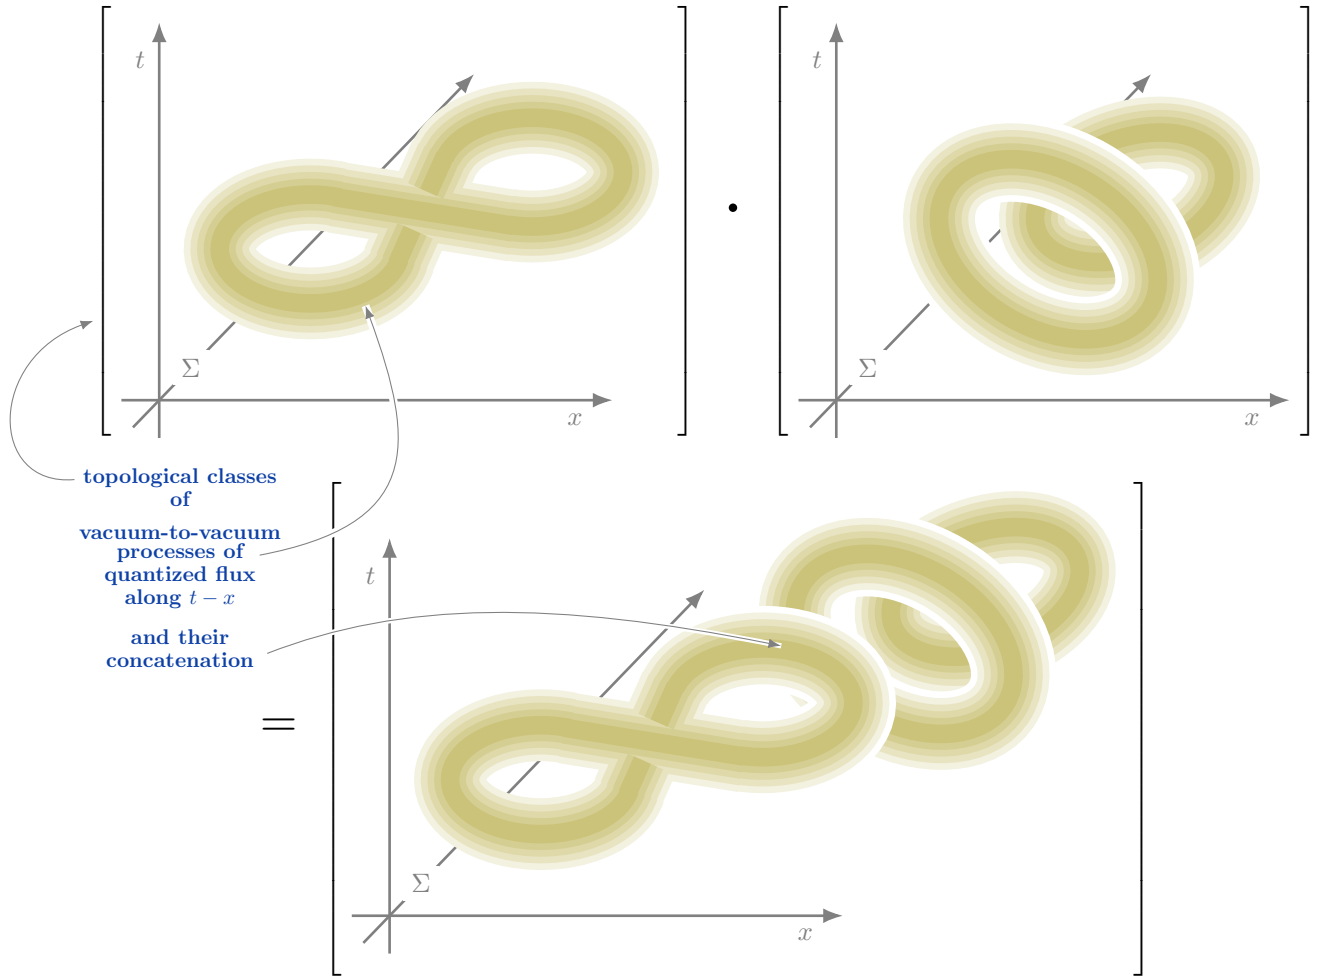 t
Σ
x
·
t
Σ
x
topological classes
of
vacuum-to-vacuum
processes of
quantized flux
along t − x
and their
concatenation
=
t
Σ
x